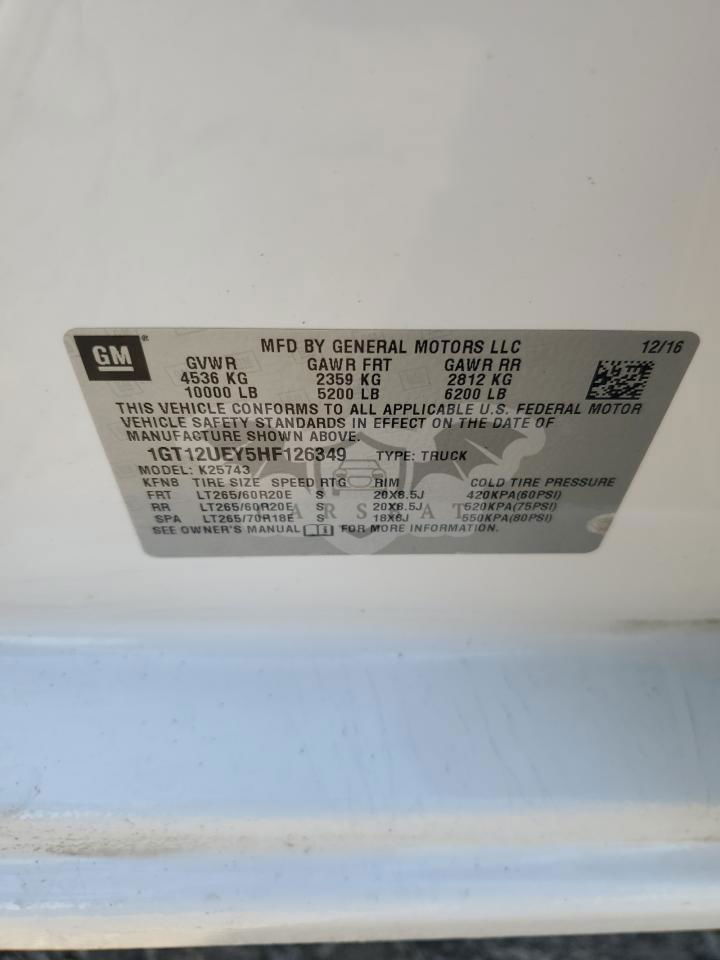 GM ®
MFD BY GENERAL MOTORS LLC 12/16
GVWR GAWR FRT GAWR RR
4536 KG 2359 KG 2812 KG
10000 LB 5200 LB 6200 LB
THIS VEHICLE CONFORMS TO ALL APPLICABLE U.S. FEDERAL MOTOR
VEHICLE SAFETY STANDARDS IN EFFECT ON THE DATE OF
MANUFACTURE SHOWN ABOVE.
1GT12UEY5HF126349 TYPE: TRUCK
MODEL: K25743
KFN8 TIRE SIZE SPEED RTG RIM COLD TIRE PRESSURE
FRT LT265/60R20E S 20X8.5J 420KPA(60PSI)
RR LT265/60R20E S 20X8.5J 520KPA(75PSI)
SPA LT265/70R18E S 18X8J 550KPA(80PSI)
SEE OWNER'S MANUAL FOR MORE INFORMATION.